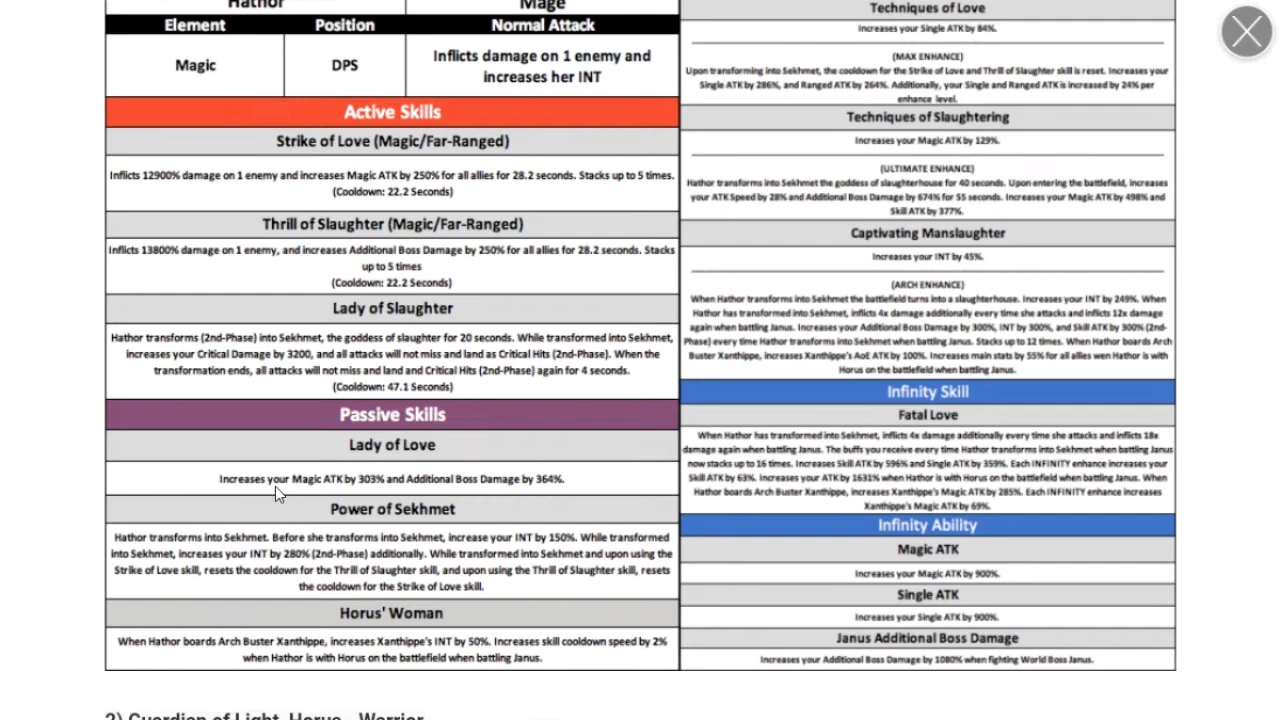 Hathor
Mage
Element
Position
Normal Attack
Magic
DPS
Inflicts damage on 1 enemy and
increases her INT
Active Skills
Strike of Love (Magic/Far-Ranged)
Inflicts 12900% damage on 1 enemy and increases Magic ATK by 250% for all allies for 28.2 seconds. Stacks up to 5 times.
(Cooldown: 22.2 Seconds)
Thrill of Slaughter (Magic/Far-Ranged)
Inflicts 13800% damage on 1 enemy, and increases Additional Boss Damage by 250% for all allies for 28.2 seconds. Stacks
up to 5 times
(Cooldown: 22.2 Seconds)
Lady of Slaughter
Hathor transforms (2nd-Phase) into Sekhmet, the goddess of slaughter for 20 seconds. While transformed into Sekhmet,
increases your Critical Damage by 3200, and all attacks will not miss and land as Critical Hits (2nd-Phase). When the
transformation ends, all attacks will not miss and land and Critical Hits (2nd-Phase) again for 4 seconds.
(Cooldown: 47.1 Seconds)
Passive Skills
Lady of Love
Increases your Magic ATK by 303% and Additional Boss Damage by 364%.
Power of Sekhmet
Hathor transforms into Sekhmet. Before she transforms into Sekhmet, increase your INT by 150%. While transformed
into Sekhmet, increases your INT by 280% (2nd-Phase) additionally. While transformed into Sekhmet and upon using the
Strike of Love skill, resets the cooldown for the Thrill of Slaughter skill, and upon using the Thrill of Slaughter skill, resets
the cooldown for the Strike of Love skill.
Horus' Woman
When Hathor boards Arch Buster Xanthippe, increases Xanthippe's INT by 50%. Increases skill cooldown speed by 2%
when Hathor is with Horus on the battlefield when battling Janus.
Techniques of Love
Increases your Single ATK by 84%.
(MAX ENHANCE)
Upon transforming into Sekhmet, the cooldown for the Strike of Love and Thrill of Slaughter skill is reset. Increases your
Single ATK by 286%, and Ranged ATK by 264%. Additionally, your Single and Ranged ATK is increased by 24% per
enhance level.
Techniques of Slaughtering
Increases your Magic ATK by 129%.
(ULTIMATE ENHANCE)
Hathor transforms into Sekhmet the goddess of slaughterhouse for 40 seconds. Upon entering the battlefield, increases
your ATK Speed by 28% and Additional Boss Damage by 674% for 55 seconds. Increases your Magic ATK by 498% and
Skill ATK by 377%.
Captivating Manslaughter
Increases your INT by 45%.
(ARCH ENHANCE)
When Hathor transforms into Sekhmet the battlefield turns into a slaughterhouse. Increases your INT by 249%. When
Hathor has transformed into Sekhmet, inflicts 4x damage additionally every time she attacks and inflicts 12x damage
again when battling Janus. Increases your Additional Boss Damage by 300%, INT by 300%, and Skill ATK by 300% (2nd-
Phase) every time Hathor transforms into Sekhmet when battling Janus. Stacks up to 12 times. When Hathor boards Arch
Buster Xanthippe, increases Xanthippe's AoE ATK by 100%. Increases main stats by 55% for all allies wen Hathor is with
Horus on the battlefield when battling Janus.
Infinity Skill
Fatal Love
When Hathor has transformed into Sekhmet, inflicts 4x damage additionally every time she attacks and inflicts 18x
damage again when battling Janus. The buffs you receive every time Hathor transforms into Sekhmet when battling Janus
now stacks up to 16 times. Increases Skill ATK by 596% and Single ATK by 359%. Each INFINITY enhance increases your
Skill ATK by 63%. Increases your ATK by 1631% when Hathor is with Horus on the battlefield when battling Janus. When
Hathor boards Arch Buster Xanthippe, increases Xanthippe's Magic ATK by 285%. Each INFINITY enhance increases
Xanthippe's Magic ATK by 69%.
Infinity Ability
Magic ATK
Increases your Magic ATK by 900%.
Single ATK
Increases your Single ATK by 900%.
Janus Additional Boss Damage
Increases your Additional Boss Damage by 1080% when fighting World Boss Janus.
2) Guardian of Light, Horus - Warrior